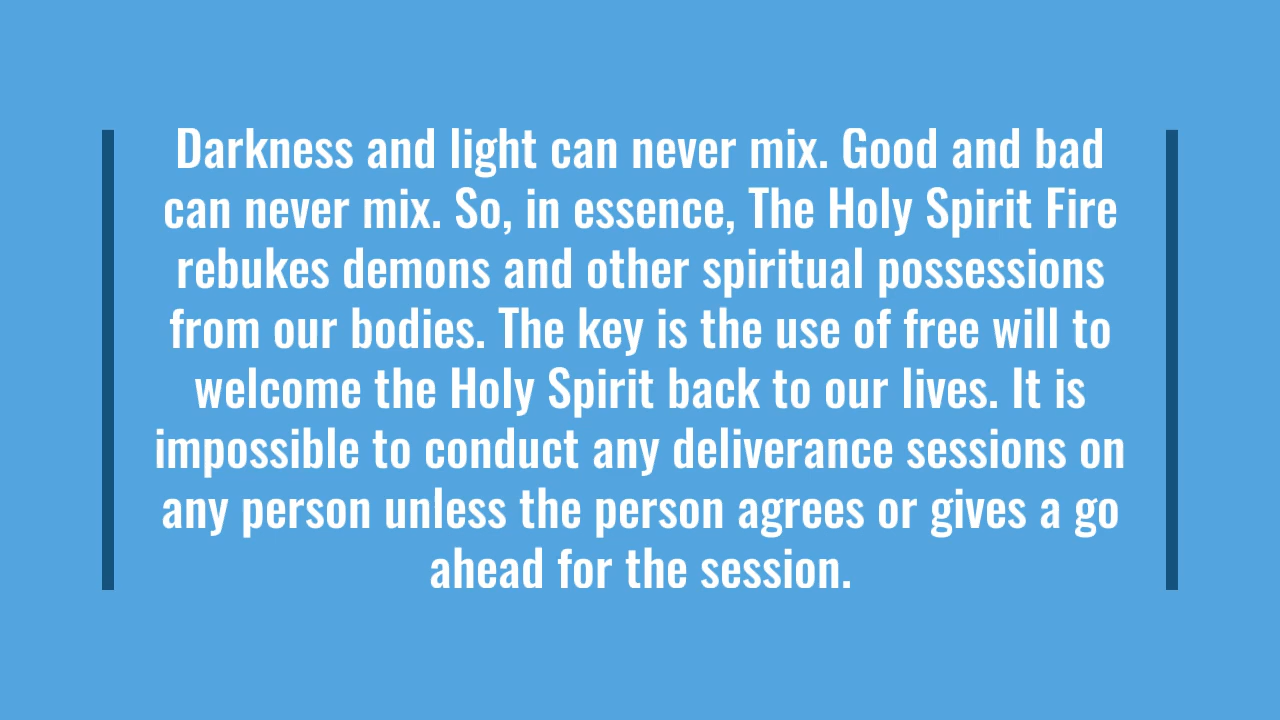 Darkness and light can never mix. Good and bad
can never mix. So, in essence, The Holy Spirit Fire
rebukes demons and other spiritual possessions
from our bodies. The key is the use of free will to
welcome the Holy Spirit back to our lives. It is
impossible to conduct any deliverance sessions on
any person unless the person agrees or gives a go
ahead for the session.